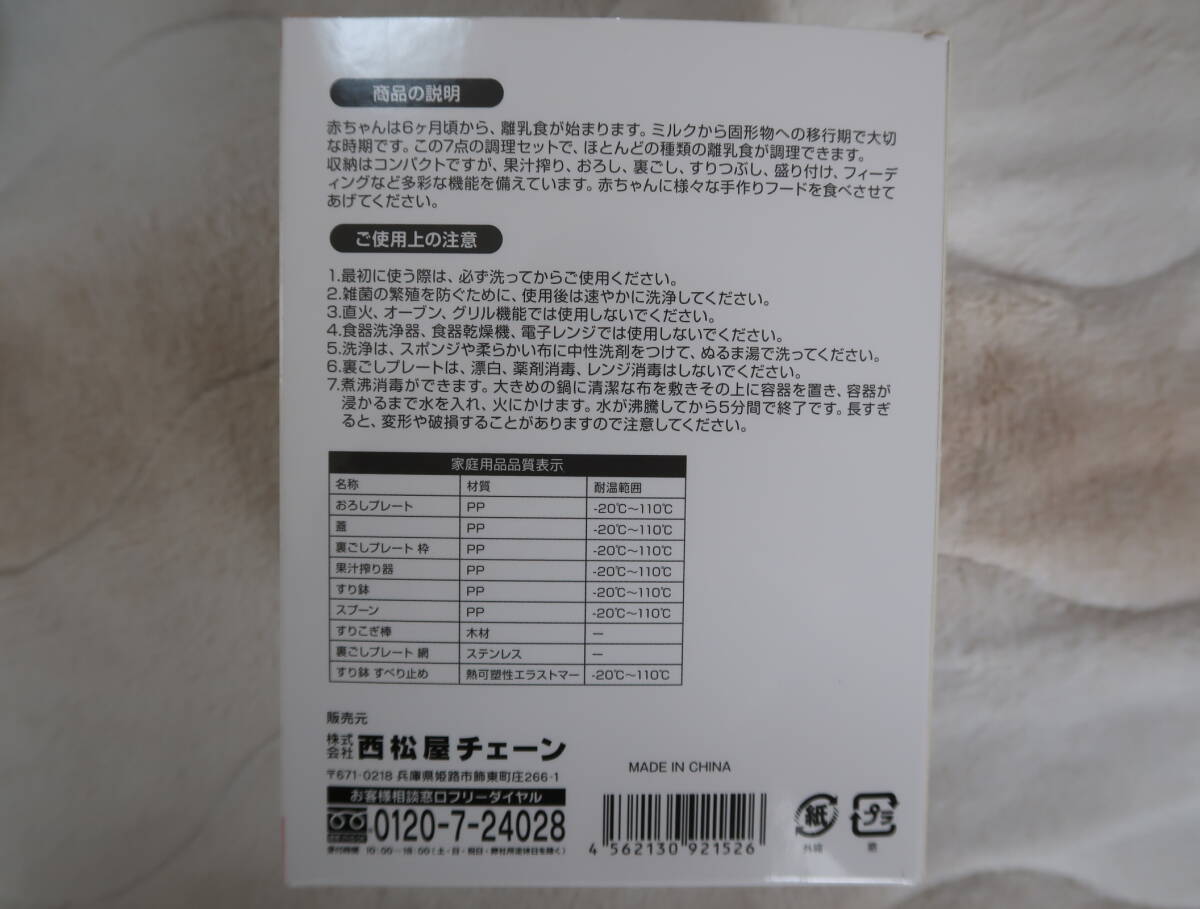 商品の説明
赤ちゃんは6ヶ月頃から、離乳食が始まります。ミルクから固形物への移行期で大切
な時期です。この7点の調理セットで、ほとんどの種類の離乳食が調理できます。
収納はコンパクトですが、果汁搾り、おろし、裏ごし、すりつぶし、盛り付け、フィーデ
ィングなど多彩な機能を備えています。赤ちゃんに様々な手作りフードを食べさせて
あげてください。
ご使用上の注意
1.最初に使う際は、必ず洗ってからご使用ください。
2.雑菌の繁殖を防ぐために、使用後は速やかに洗浄してください。
3.直火、オーブン、グリル機能では使用しないでください。
4.食器洗浄器、食器乾燥機、電子レンジでは使用しないでください。
5.洗浄は、スポンジや柔らかい布に中性洗剤をつけて、ぬるま湯で洗ってください。
6.裏ごしプレートは、漂白、薬剤消毒、レンジ消毒はしないでください。
7.煮沸消毒ができます。大きめの鍋に清潔な布を敷きその上に容器を置き、容器が
浸かるまで水を入れ、火にかけます。水が沸騰してから5分間で終了です。長すぎ
ると、変形や破損することがありますので注意してください。
家庭用品品質表示
名称 材質 耐温範囲
おろしプレート PP -20℃～110℃
蓋 PP -20℃～110℃
裏ごしプレート 枠 PP -20℃～110℃
果汁搾り器 PP -20℃～110℃
すり鉢 PP -20℃～110℃
スプーン PP -20℃～110℃
すりこぎ棒 木材 ー
裏ごしプレート 網 ステンレス ー
すり鉢 すべり止め 熱可塑性エラストマー -20℃～110℃
販売元
株式会社 西松屋チェーン
〒671-0218 兵庫県姫路市飾東町庄266-1
お客様相談窓口フリーダイヤル
0120-7-24028
受付時間 10:00～18:00(土・日・祝日・弊社所定休日を除く)
MADE IN CHINA
4 562130 921526
紙
外箱
プラ
袋